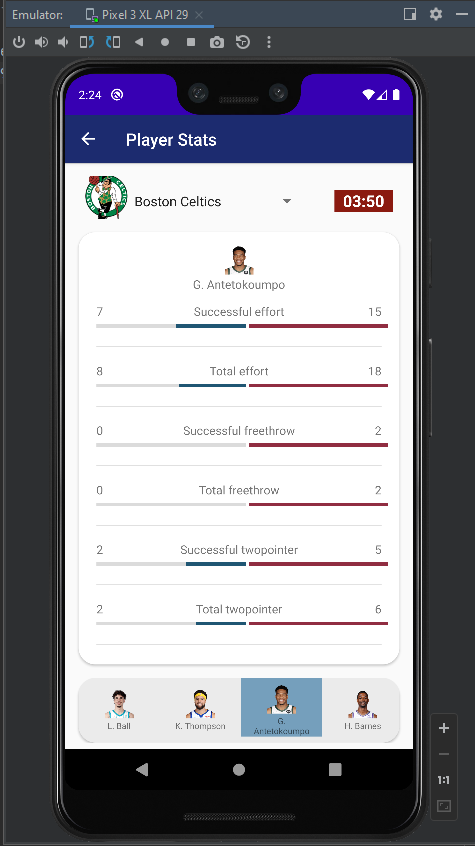 Emulator:
Pixel 3 XL API 29
2:24
Player Stats
Boston Celtics
03:50
G. Antetokoumpo
7 Successful effort 15
8 Total effort 18
0 Successful freethrow 2
0 Total freethrow 2
2 Successful twopointer 5
2 Total twopointer 6
L. Ball
K. Thompson
G.
Antetokoumpo
H. Barnes
1:1